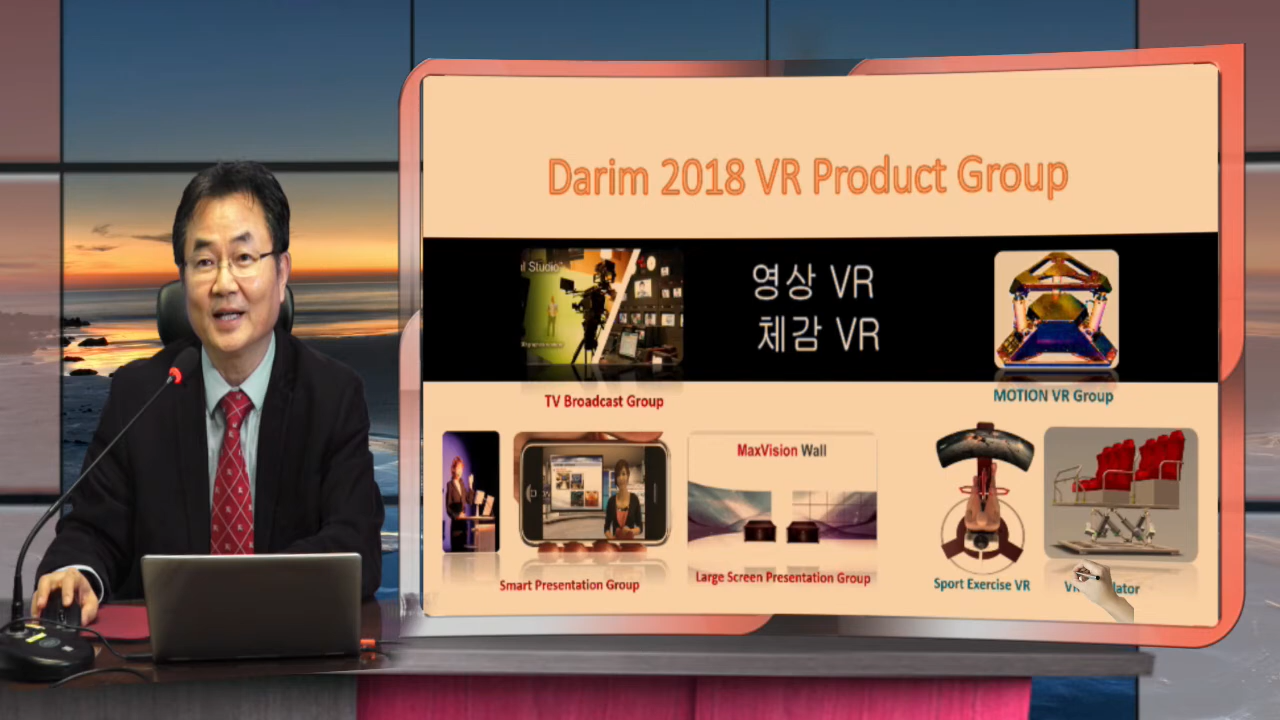 Darim 2018 VR Product Group
l Studio
영상 VR
체감 VR
TV Broadcast Group
MOTION VR Group
MaxVision Wall
Smart Presentation Group
Large Screen Presentation Group
Sport Exercise VR